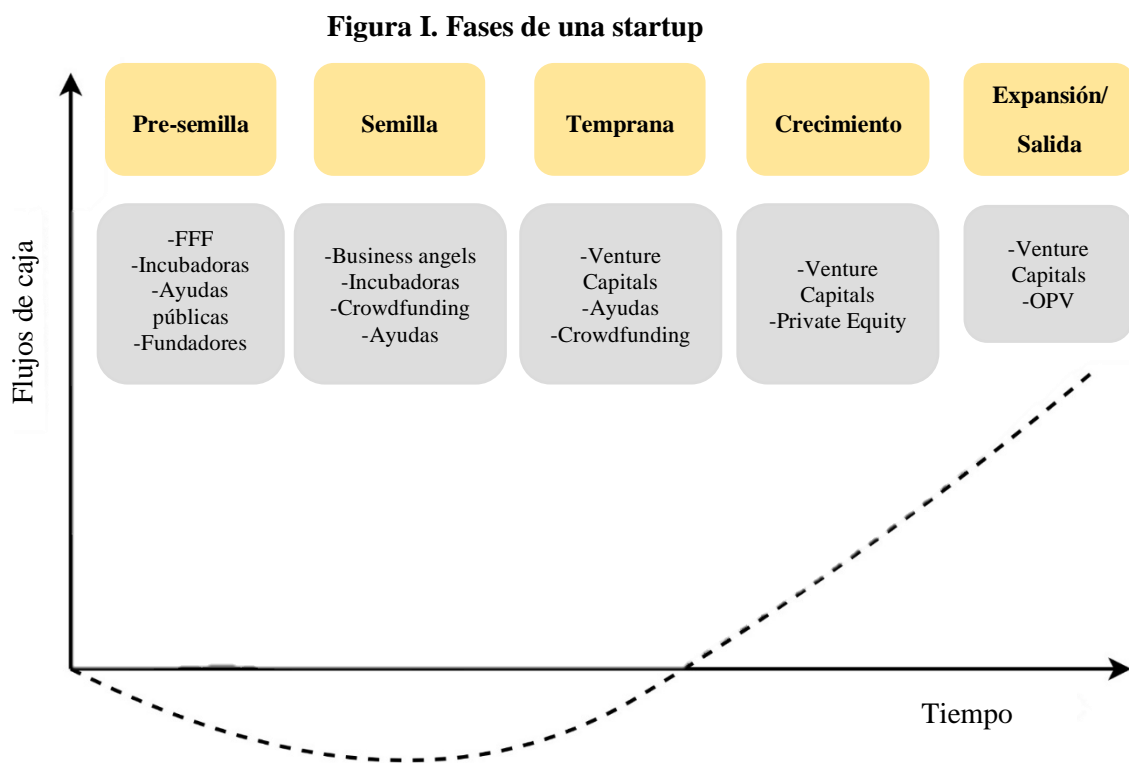 Figura I. Fases de una startup
Pre-semilla
Semilla
Temprana
Crecimiento
Expansión/
Salida
-FFF
-Incubadoras
-Ayudas
públicas
-Fundadores
-Business angels
-Incubadoras
-Crowdfunding
-Ayudas
-Venture
Capitals
-Ayudas
-Crowdfunding
-Venture
Capitals
-Private Equity
-Venture
Capitals
-OPV
Flujos de caja
Tiempo